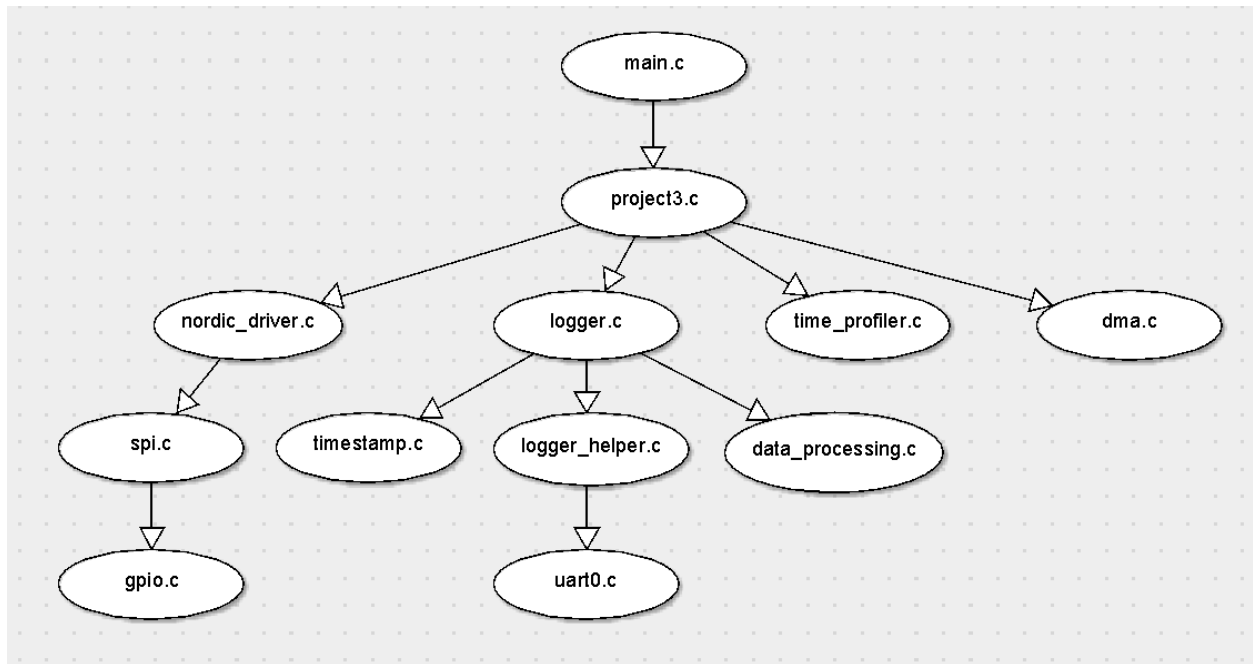 main.c
project3.c
nordic_driver.c
logger.c
time_profiler.c
dma.c
spi.c
timestamp.c
logger_helper.c
data_processing.c
gpio.c
uart0.c